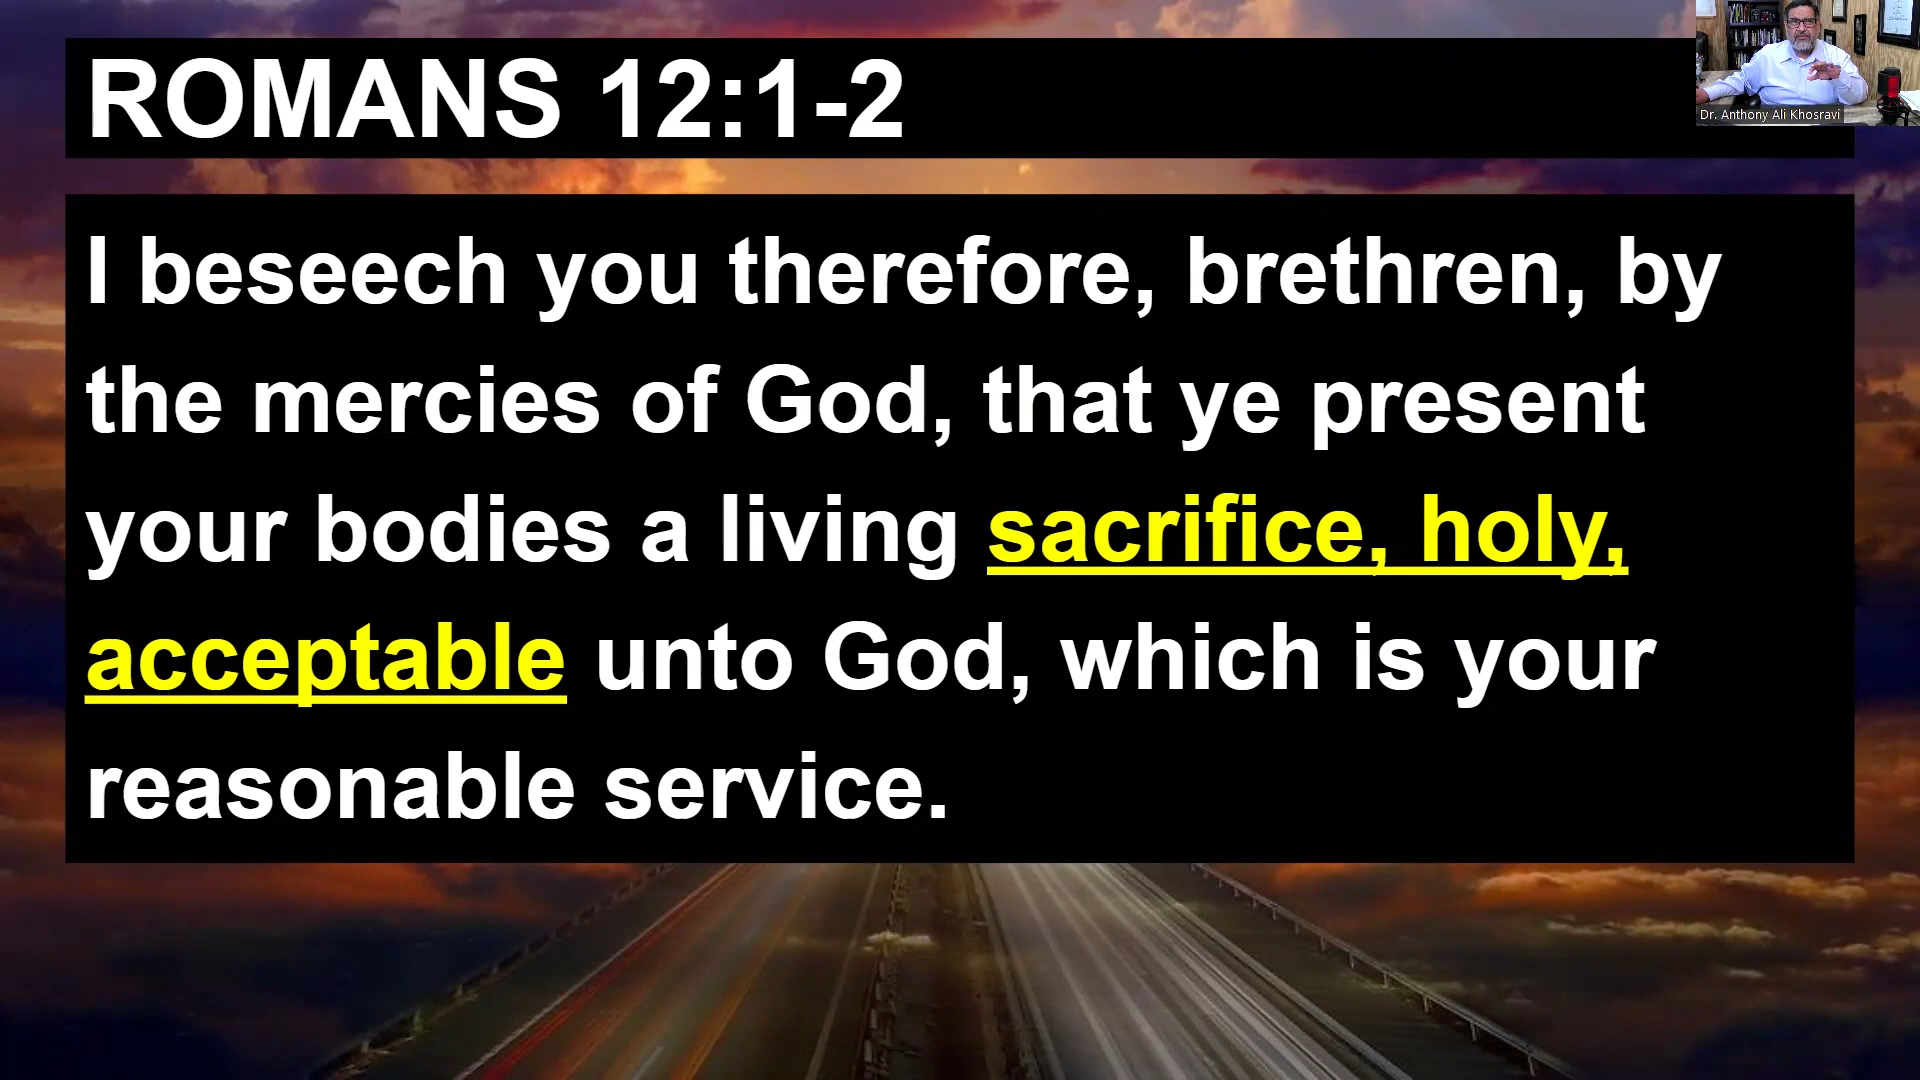 ROMANS 12:1-2
Dr. Anthony Ali Khosravi
I beseech you therefore, brethren, by
the mercies of God, that ye present
your bodies a living sacrifice, holy,
acceptable unto God, which is your
reasonable service.